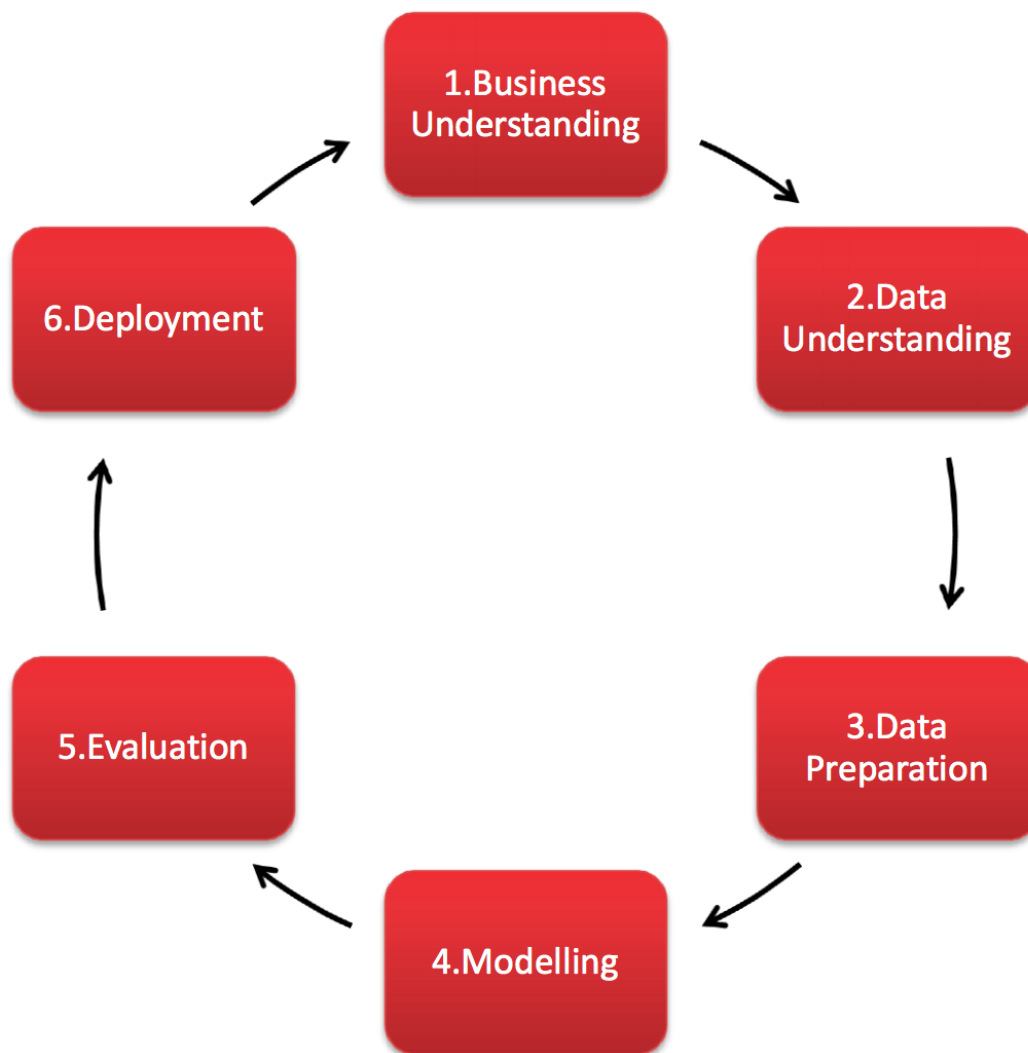 1.Business
Understanding
2.Data
Understanding
3.Data
Preparation
4.Modelling
5.Evaluation
6.Deployment